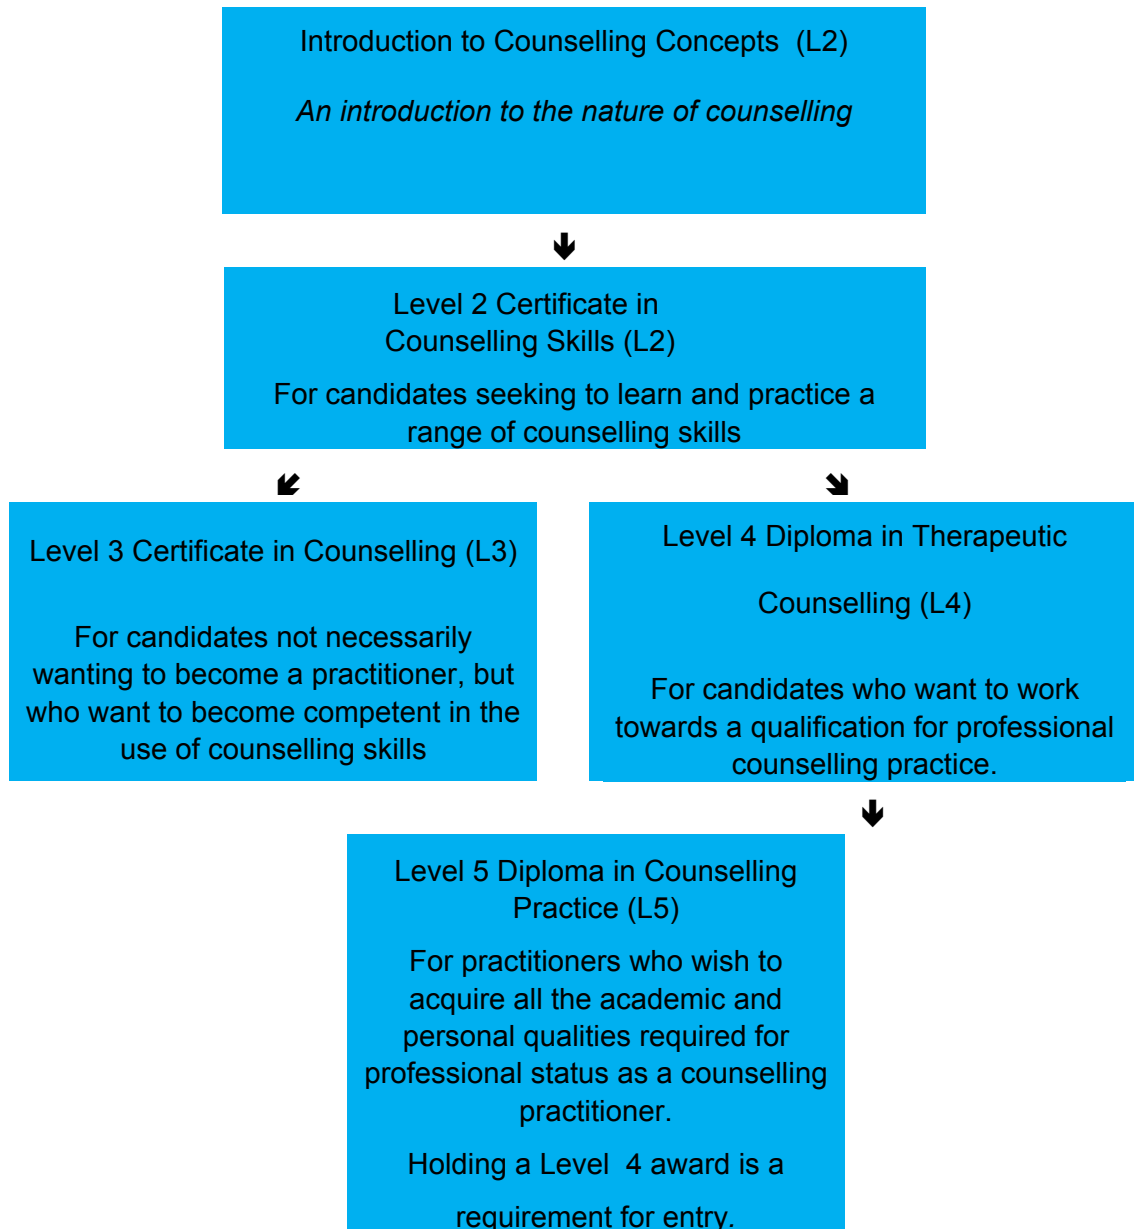 Introduction to Counselling Concepts (L2)
An introduction to the nature of counselling
Level 2 Certificate in
Counselling Skills (L2)
For candidates seeking to learn and practice a
range of counselling skills
Level 3 Certificate in Counselling (L3)
For candidates not necessarily
wanting to become a practitioner, but
who want to become competent in the
use of counselling skills
Level 4 Diploma in Therapeutic
Counselling (L4)
For candidates who want to work
towards a qualification for professional
counselling practice.
Level 5 Diploma in Counselling
Practice (L5)
For practitioners who wish to
acquire all the academic and
personal qualities required for
professional status as a counselling
practitioner.
Holding a Level 4 award is a
requirement for entry.